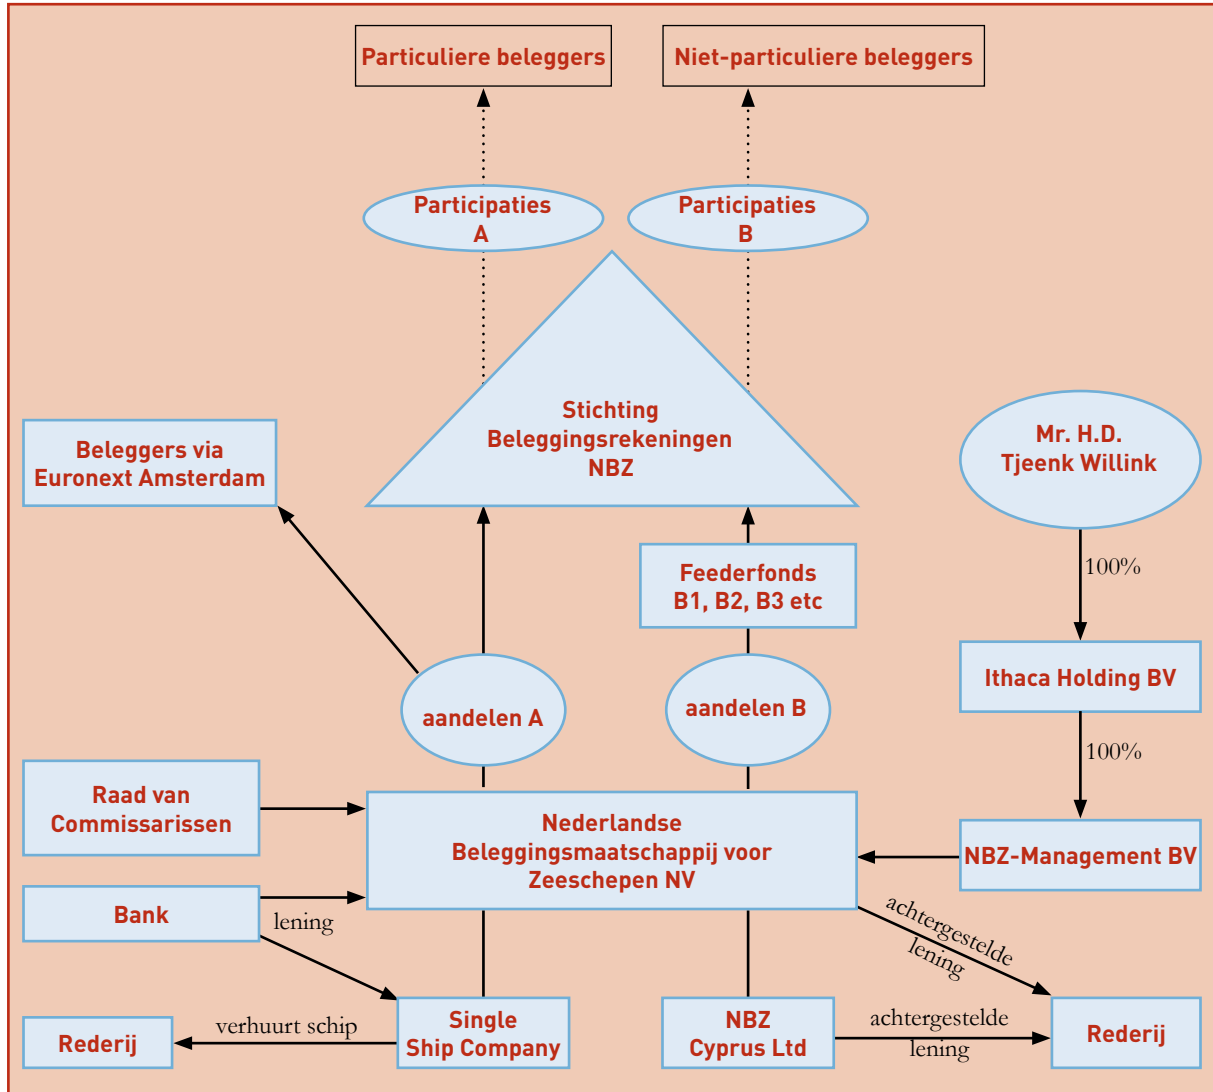 Particuliere beleggers
Niet-particuliere beleggers
Participaties
A
Participaties
B
Stichting
Beleggingsrekeningen
NBZ
Beleggers via
Euronext Amsterdam
Mr. H.D.
Tjeenk Willink
100%
Feederfonds
B1, B2, B3 etc
Ithaca Holding BV
aandelen A
aandelen B
100%
Raad van
Commissarissen
Nederlandse
Beleggingsmaatschappij voor
Zeeschepen NV
NBZ-Management BV
Bank
lening
achtergestelde
lening
Rederij
verhuurt schip
Single
Ship Company
NBZ
Cyprus Ltd
achtergestelde
lening
Rederij